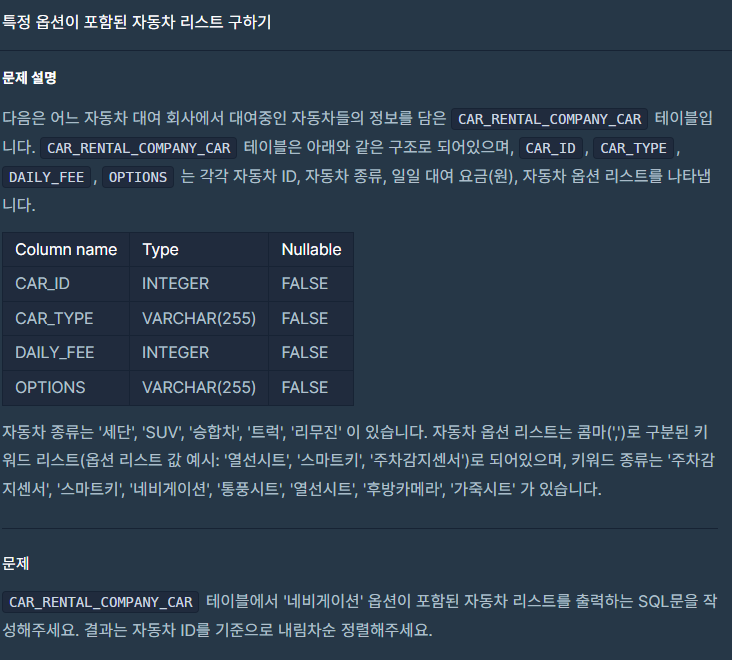 특정 옵션이 포함된 자동차 리스트 구하기
문제 설명
다음은 어느 자동차 대여 회사에서 대여중인 자동차들의 정보를 담은 CAR_RENTAL_COMPANY_CAR 테이블입
니다. CAR_RENTAL_COMPANY_CAR 테이블은 아래와 같은 구조로 되어있으며, CAR_ID , CAR_TYPE ,
DAILY_FEE , OPTIONS 는 각각 자동차 ID, 자동차 종류, 일일 대여 요금(원), 자동차 옵션 리스트를 나타냅
니다.
Column name Type Nullable
CAR_ID INTEGER FALSE
CAR_TYPE VARCHAR(255) FALSE
DAILY_FEE INTEGER FALSE
OPTIONS VARCHAR(255) FALSE
자동차 종류는 '세단', 'SUV', '승합차', '트럭', '리무진' 이 있습니다. 자동차 옵션 리스트는 콤마(',')로 구분된 키
워드 리스트(옵션 리스트 값 예시: '열선시트', '스마트키', '주차감지센서')로 되어있으며, 키워드 종류는 '주차감
지센서', '스마트키', '네비게이션', '통풍시트', '열선시트', '후방카메라', '가죽시트' 가 있습니다.
문제
CAR_RENTAL_COMPANY_CAR 테이블에서 '네비게이션' 옵션이 포함된 자동차 리스트를 출력하는 SQL문을 작
성해주세요. 결과는 자동차 ID를 기준으로 내림차순 정렬해주세요.